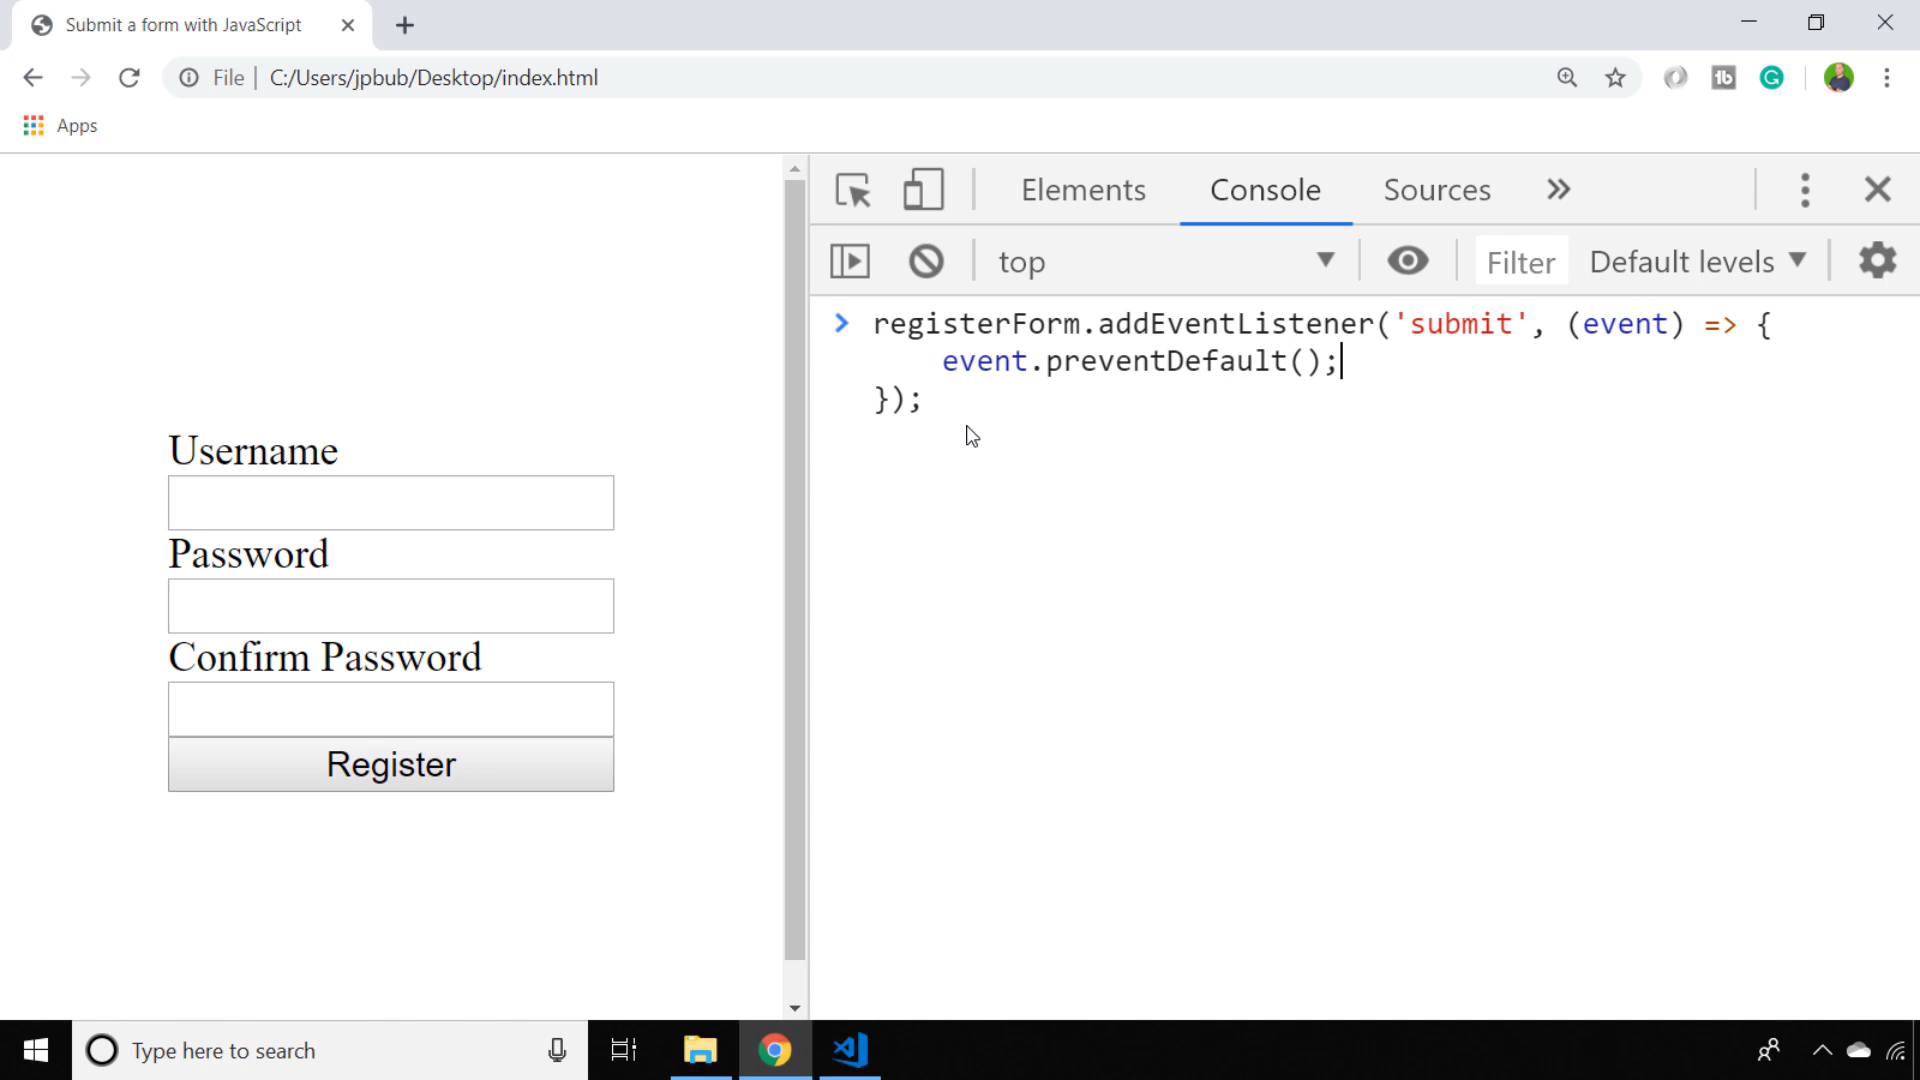 Submit a form with JavaScript
File | C:/Users/jpbub/Desktop/index.html
Apps
Elements Console Sources
top Filter Default levels
registerForm.addEventListener('submit', (event) => {
event.preventDefault();
});
Username
Password
Confirm Password
Register
Type here to search